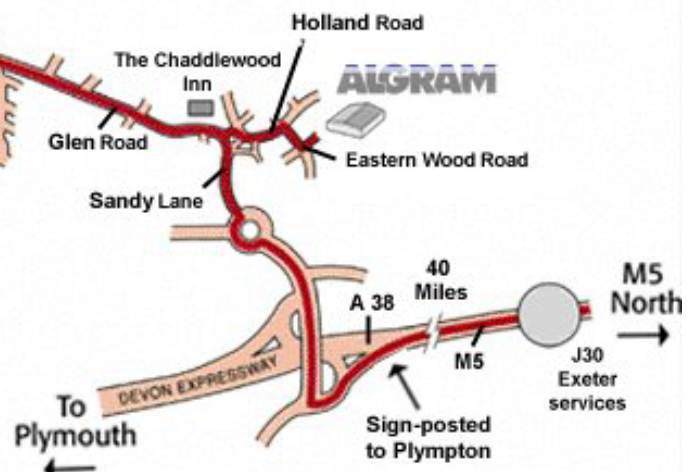 Holland Road
The Chaddlewood
Inn
ALGRAM
Glen Road
Eastern Wood Road
Sandy Lane
40
Miles
M5
North
A 38
M5
J30
Exeter
services
DEVON EXPRESSWAY
To
Plymouth
Sign-posted
to Plympton